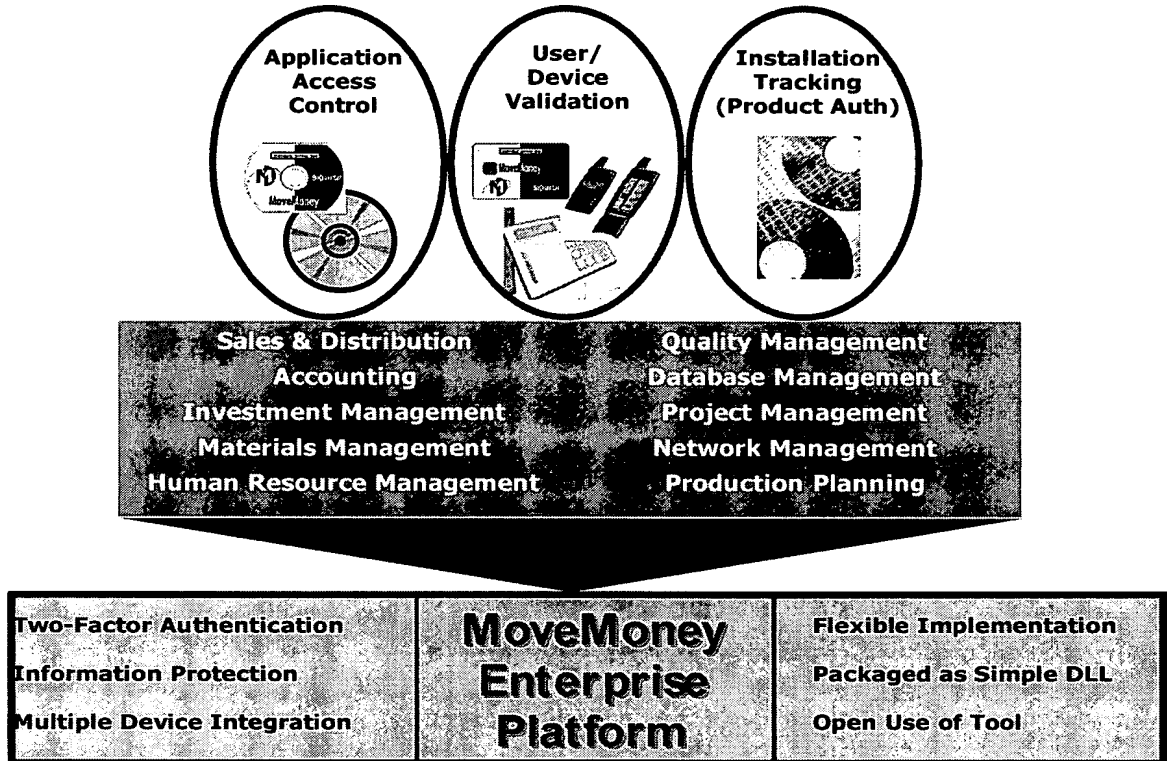 Application
Access
Control
User/
Device
Validation
Installation
Tracking
(Product Auth)
MoveMoney
MoveMoney
Sales & Distribution
Quality Management
Accounting
Database Management
Investment Management
Project Management
Materials Management
Network Management
Human Resource Management
Production Planning
Two-Factor Authentication
Information Protection
Multiple Device Integration
MoveMoney
Enterprise
Platform
Flexible Implementation
Packaged as Simple DLL
Open Use of Tool